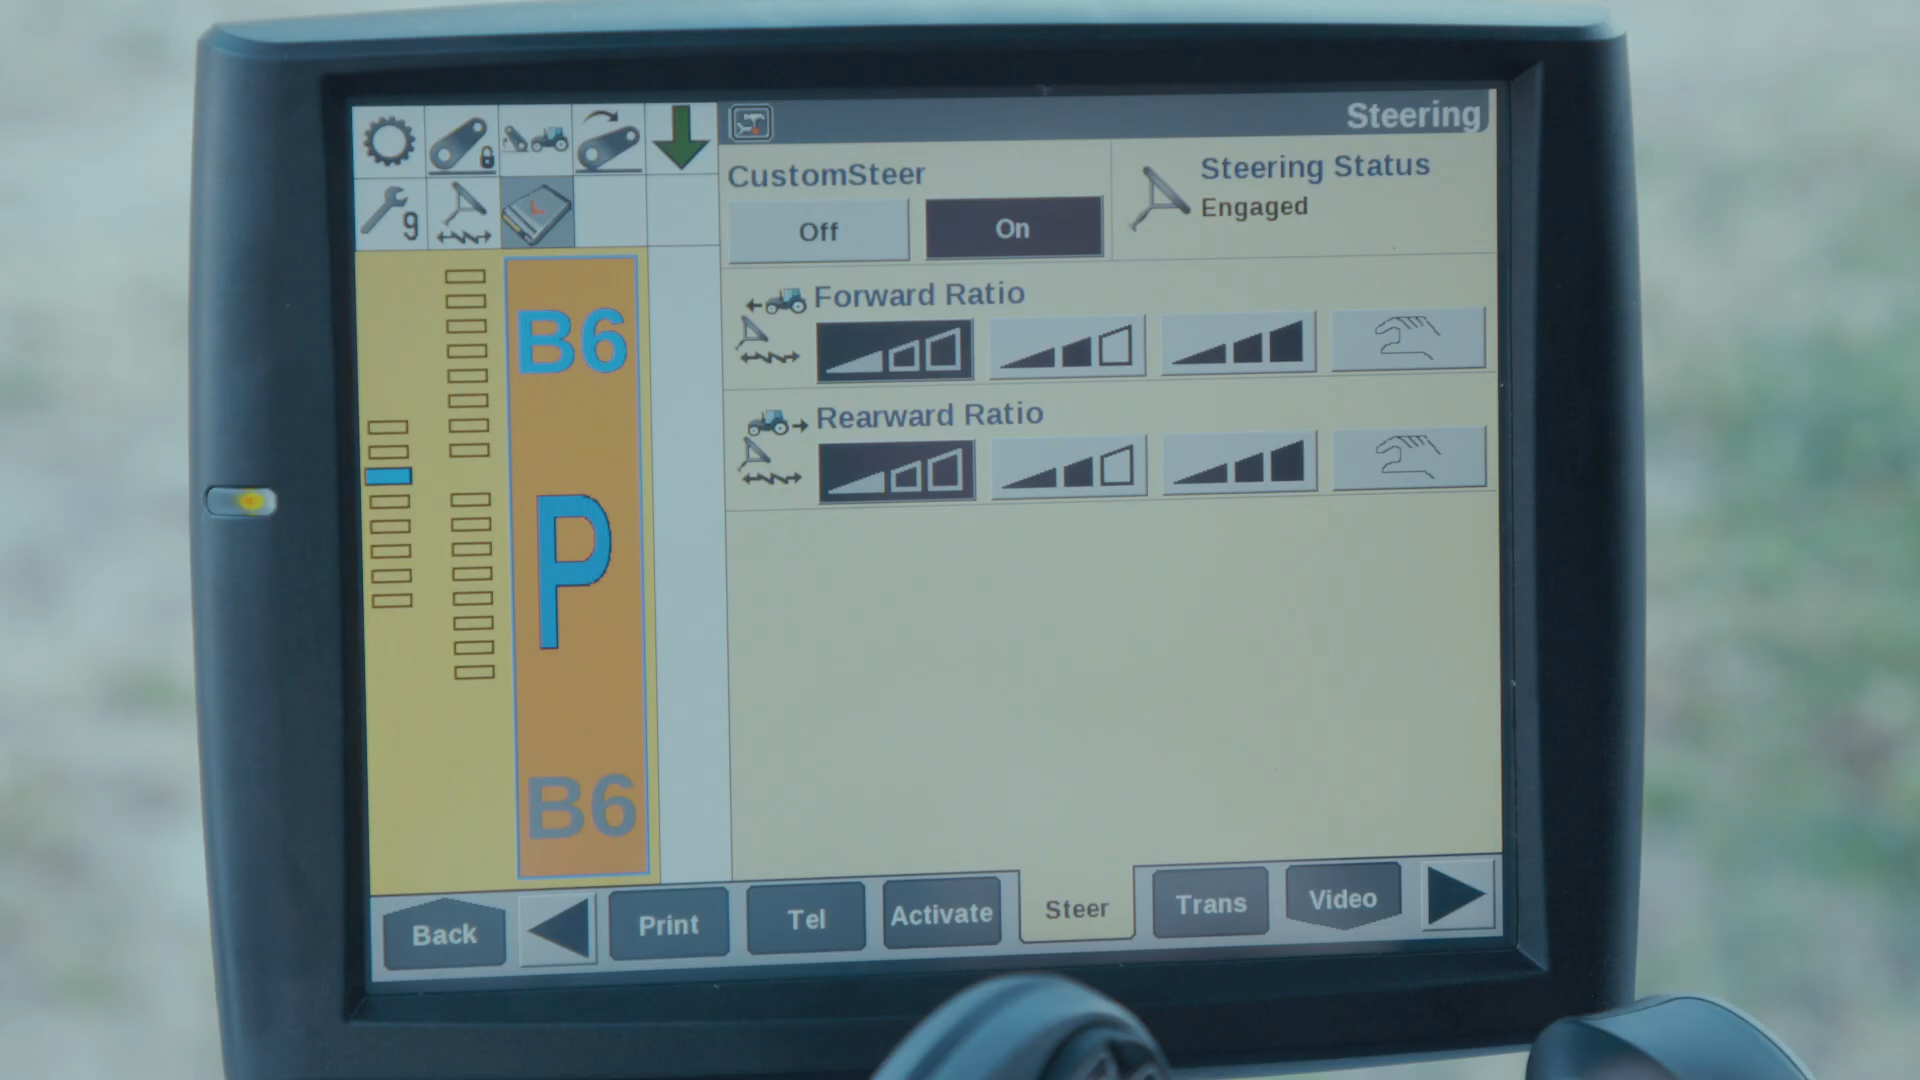 Steering
CustomSteer
Off
On
Steering Status
Engaged
9
Forward Ratio
Rearward Ratio
B6
P
B6
Back
Print
Tel
Activate
Steer
Trans
Video